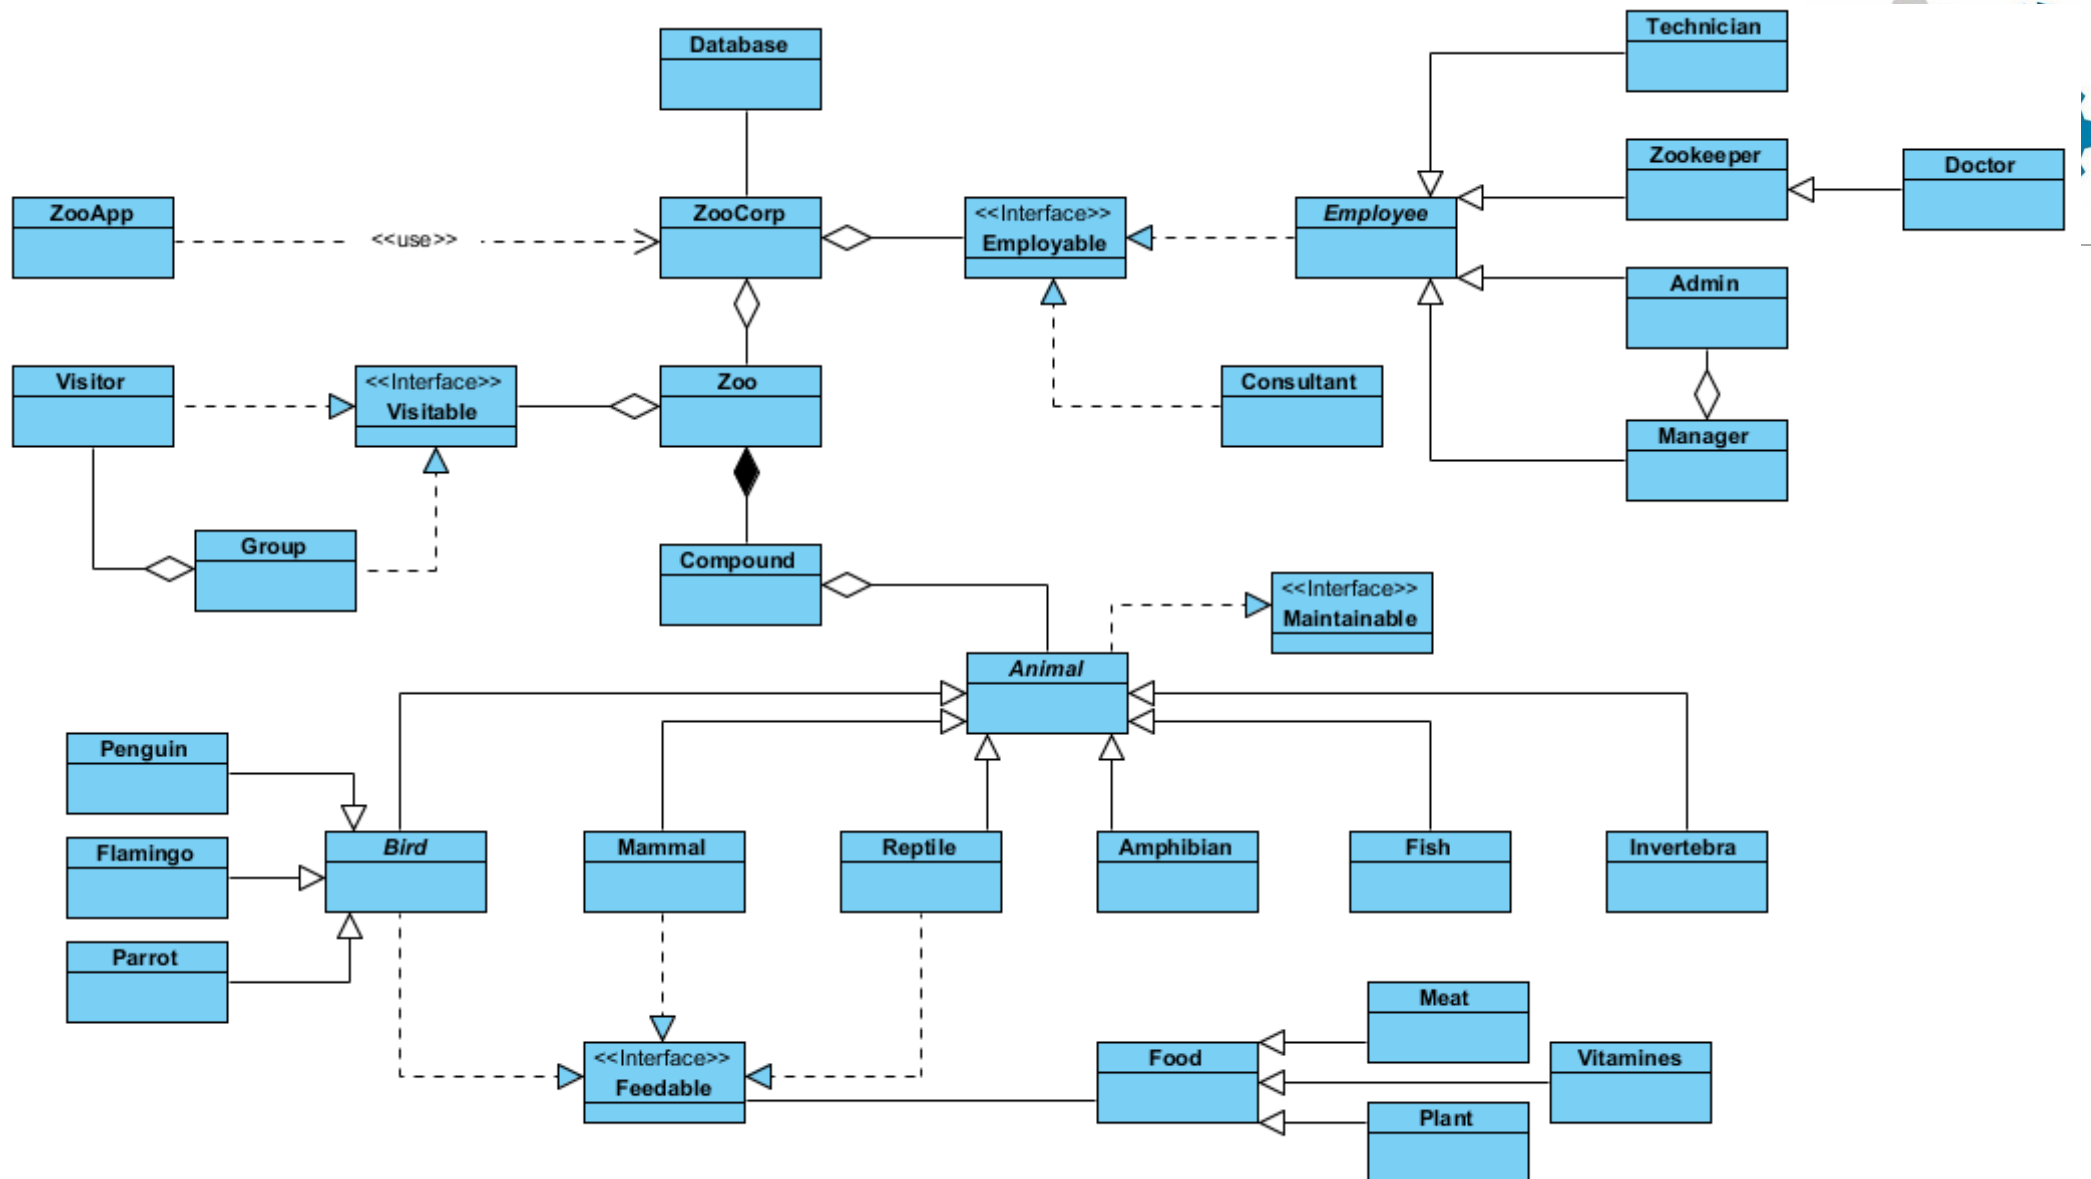 Database
Technician
Zookeeper
Doctor
ZooApp
<<use>>
ZooCorp
<<Interface>>
Employable
Employee
Admin
Visitor
<<Interface>>
Visitable
Zoo
Consultant
Manager
Group
Compound
<<Interface>>
Maintainable
Animal
Penguin
Flamingo
Parrot
Bird
Mammal
Reptile
Amphibian
Fish
Invertebra
<<Interface>>
Feedable
Food
Meat
Vitamines
Plant